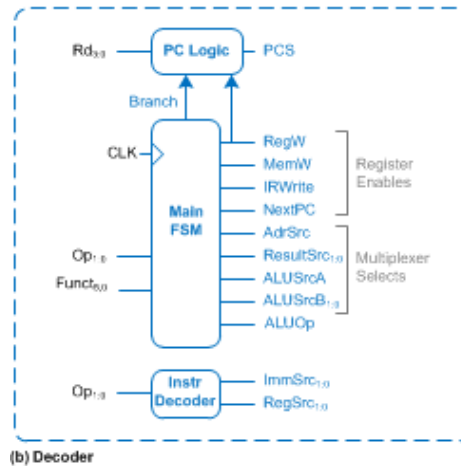 Rd3:0 PC Logic PCS
Branch
CLK
Main
FSM
RegW
MemW
IRWrite
NextPC
Register
Enables
AdrSrc
ResultSrc1:0
ALUSrcA
ALUSrcB1:0
ALUOp
Multiplexer
Selects
Op1:0
Funct5,0
Op1:0
Instr
Decoder
ImmSrc1:0
RegSrc1:0
(b) Decoder